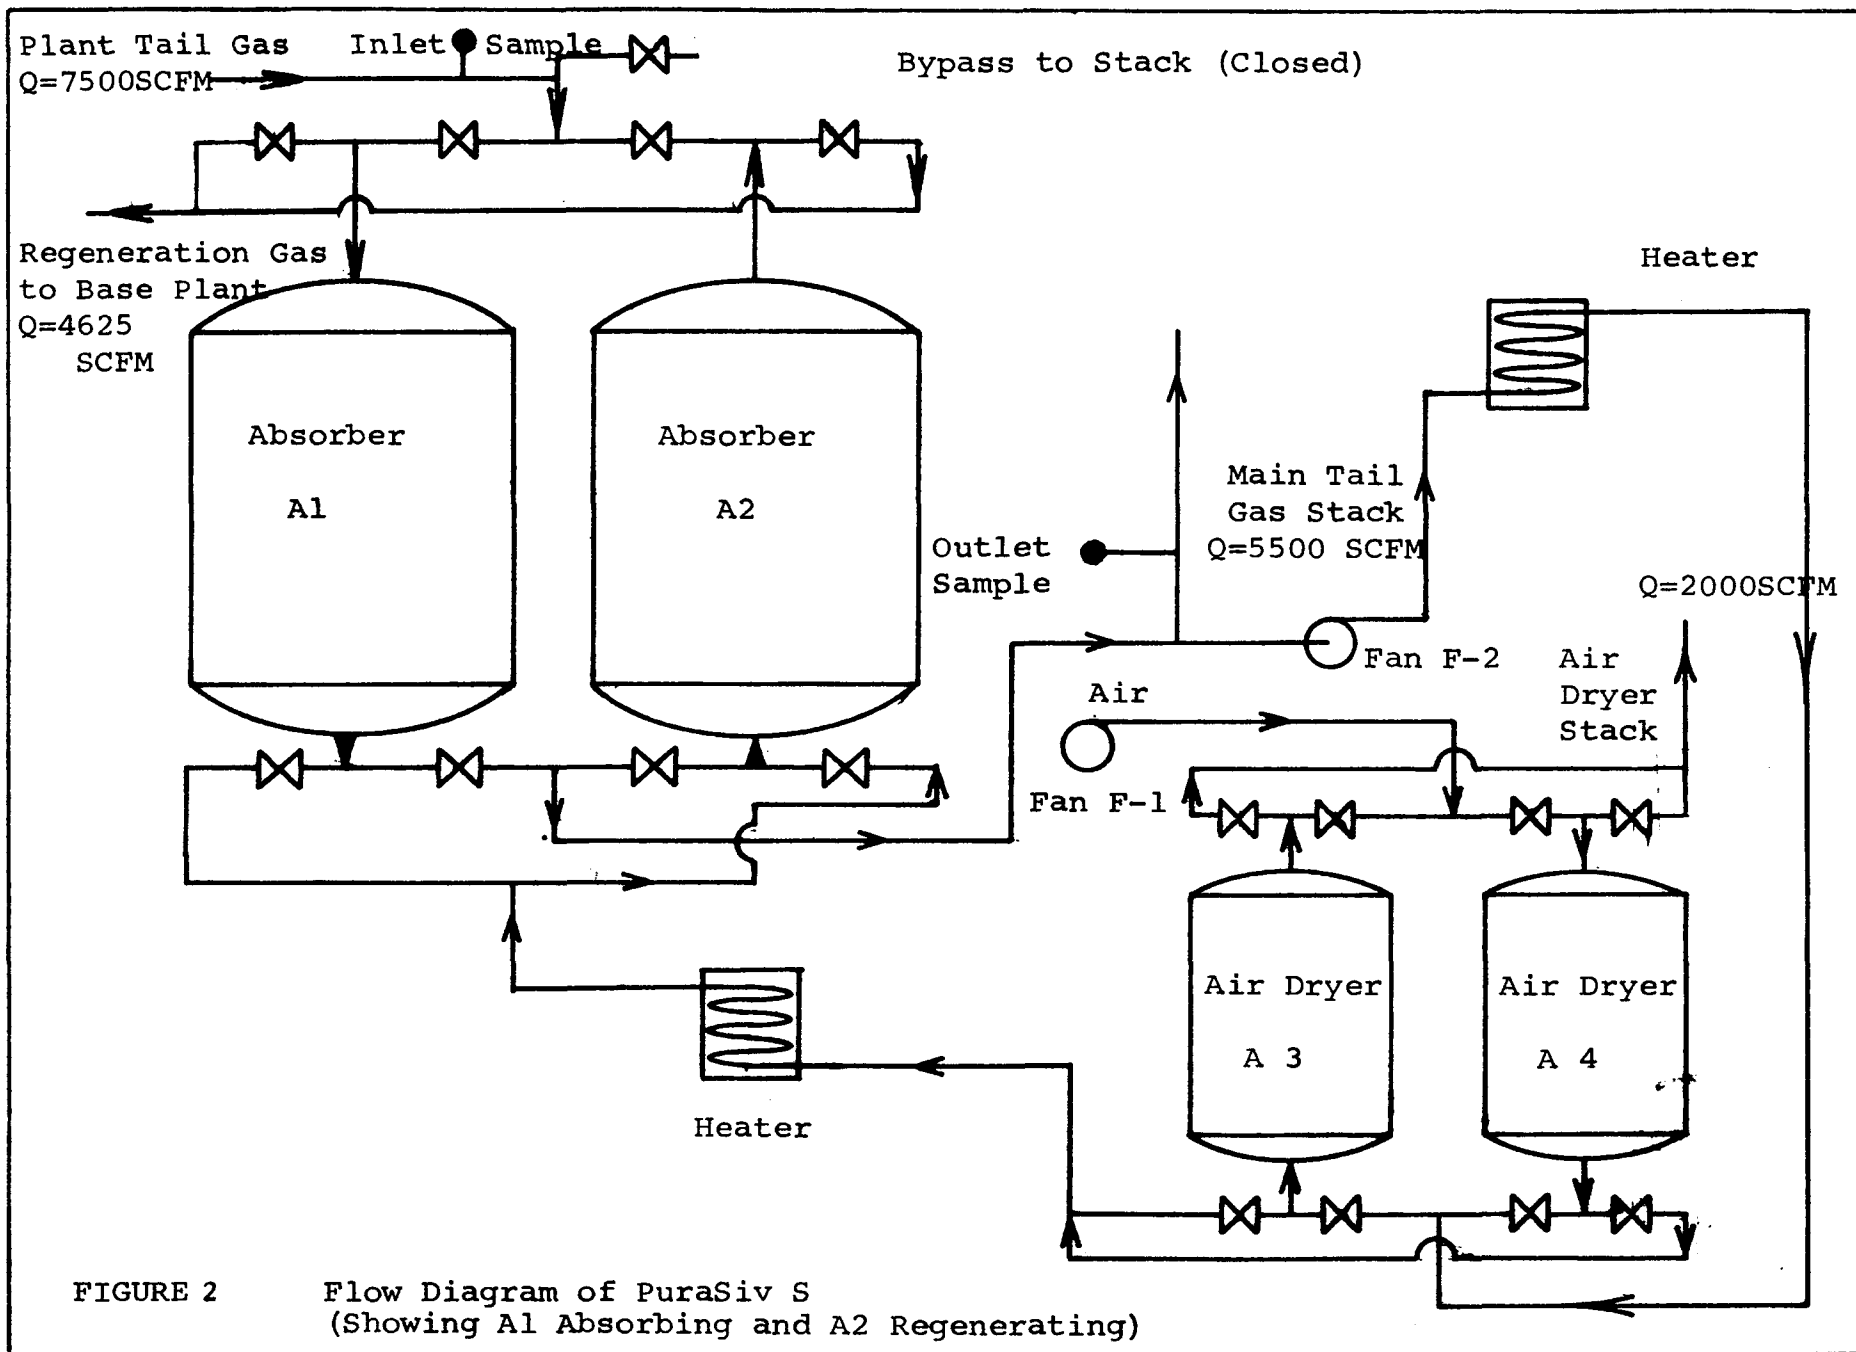 Plant Tail Gas
Q=7500SCFM
Inlet Sample
Bypass to Stack (Closed)
Regeneration Gas
to Base Plant
Q=4625
SCFM
Heater
Absorber
A1
Absorber
A2
Main Tail
Gas Stack
Q=5500 SCFM
Outlet
Sample
Q=2000SCFM
Fan F-2
Air
Dryer
Stack
Air
Fan F-1
Air Dryer
A 3
Air Dryer
A 4
Heater
FIGURE 2
Flow Diagram of PuraSiv S
(Showing A1 Absorbing and A2 Regenerating)